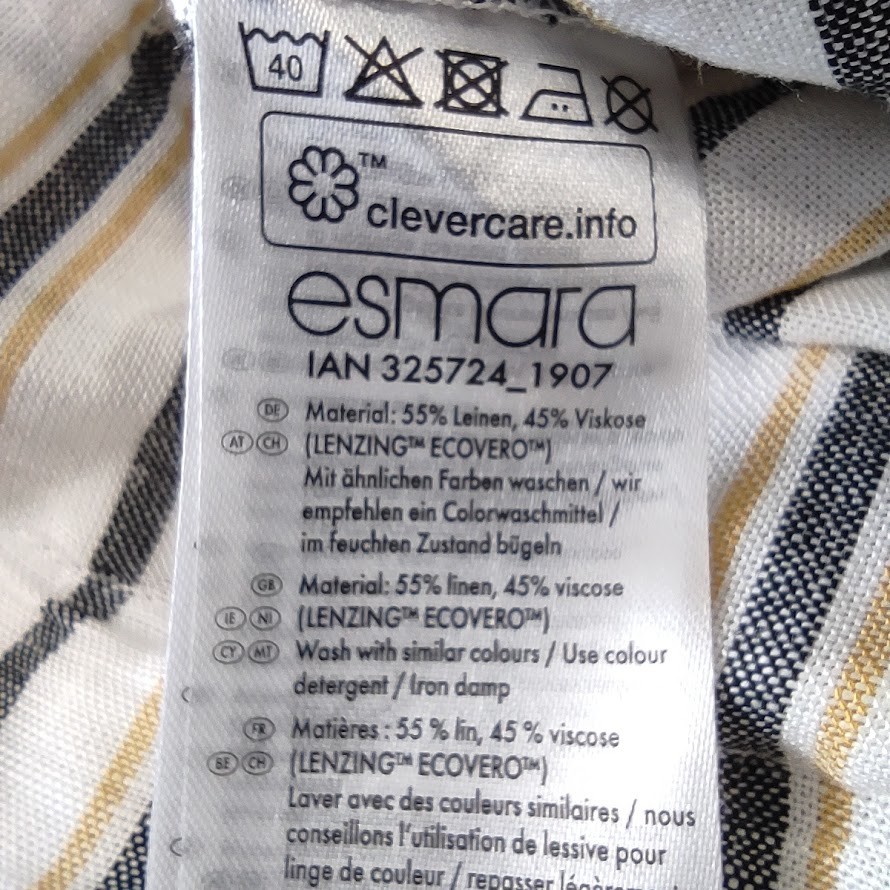 40
™
clevercare.info
esmara
IAN 325724_1907
DE Material: 55% Leinen, 45% Viskose
AT CH (LENZING™ ECOVERO™)
Mit ähnlichen Farben waschen / wir
empfehlen ein Colorwaschmittel /
im feuchten Zustand bügeln
GB Material: 55% linen, 45% viscose
IE NI (LENZING™ ECOVERO™)
CY MT Wash with similar colours / Use colour
detergent / Iron damp
FR Matières : 55 % lin, 45 % viscose
BE CH (LENZING™ ECOVERO™)
Laver avec des couleurs similaires / nous
conseillons l'utilisation de lessive pour
linge de couleur / repasser